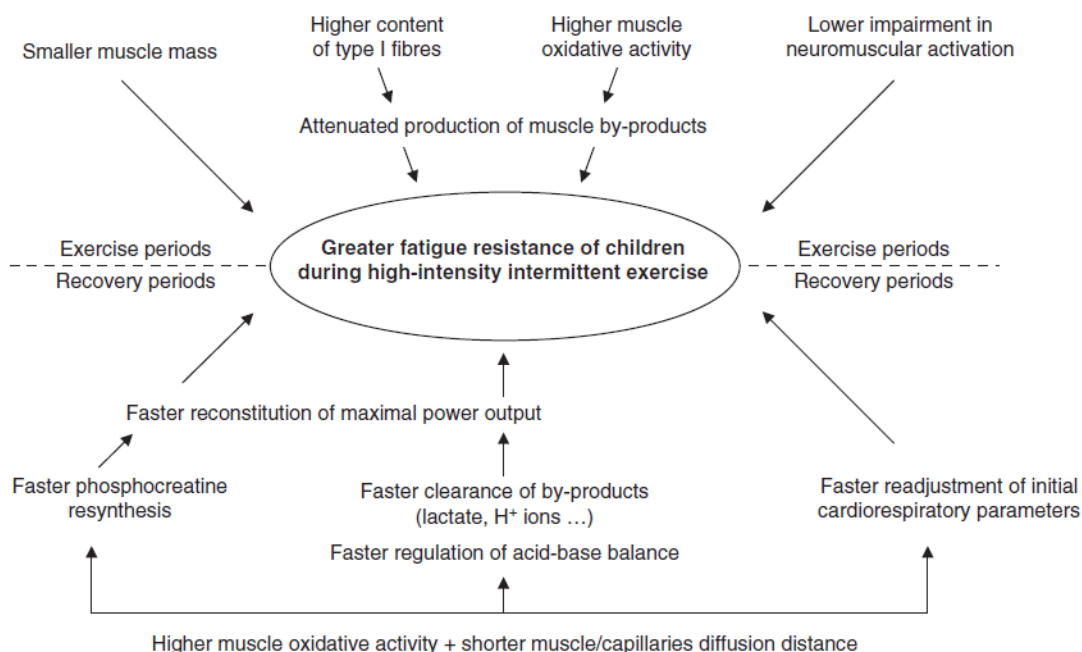 Smaller muscle mass
Higher content
of type I fibres
Higher muscle
oxidative activity
Lower impairment in
neuromuscular activation
Attenuated production of muscle by-products
Exercise periods
Recovery periods
Greater fatigue resistance of children
during high-intensity intermittent exercise
Exercise periods
Recovery periods
Faster reconstitution of maximal power output
Faster phosphocreatine
resynthesis
Faster clearance of by-products
(lactate, H⁺ ions ...)
Faster regulation of acid-base balance
Faster readjustment of initial
cardiorespiratory parameters
Higher muscle oxidative activity + shorter muscle/capillaries diffusion distance